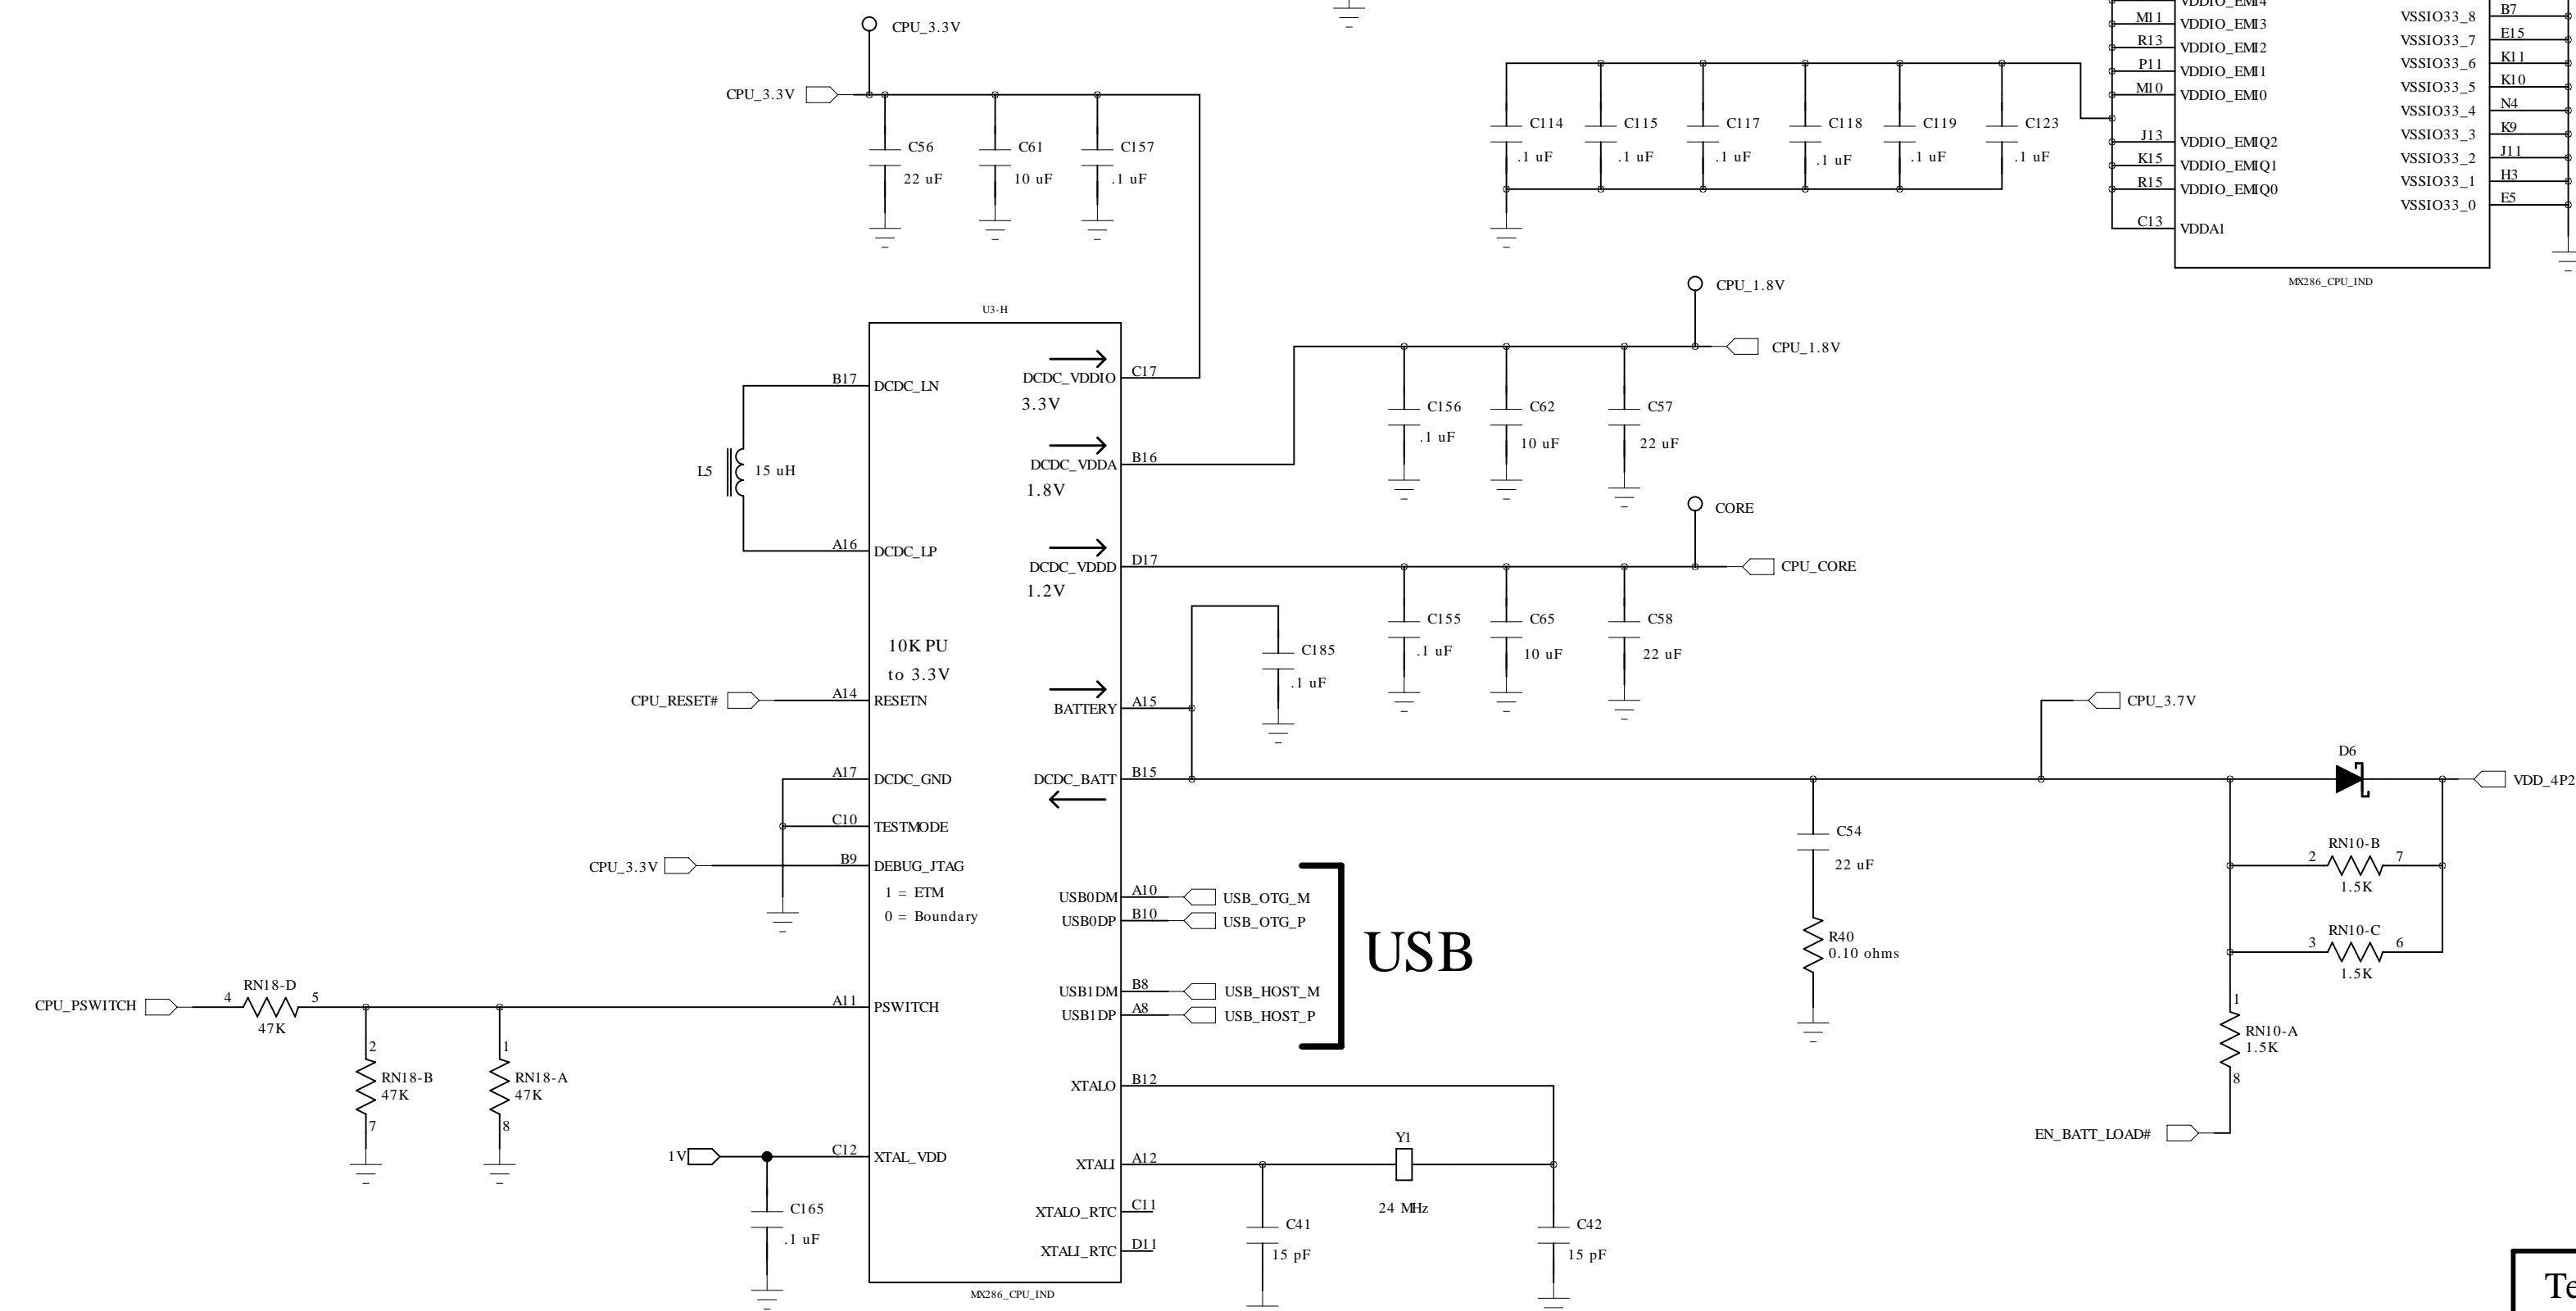 CPU_3.3V
CPU_3.3V
C56
22 uF
C61
10 uF
C157
.1 uF
C114
.1 uF
C115
.1 uF
C117
.1 uF
C118
.1 uF
C119
.1 uF
C123
.1 uF
VDDIO_EMI4
M11 VDDIO_EMI3
R13 VDDIO_EMI2
P11 VDDIO_EMI1
M10 VDDIO_EMI0
J13 VDDIO_EMIQ2
K15 VDDIO_EMIQ1
R15 VDDIO_EMIQ0
C13 VDDA1
VSSIO33_8 B7
VSSIO33_7 E15
VSSIO33_6 K11
VSSIO33_5 K10
VSSIO33_4 N4
VSSIO33_3 K9
VSSIO33_2 J11
VSSIO33_1 H3
VSSIO33_0 E5
MX286_CPU_IND
U3-H
B17 DCDC_LN
L5 15 uH
A16 DCDC_LP
10K PU
to 3.3V
CPU_RESET# A14 RESETN
A17 DCDC_GND
C10 TESTMODE
CPU_3.3V B9 DEBUG_JTAG
1 = ETM
0 = Boundary
CPU_PSWITCH 4 RN18-D 5 A11 PSWITCH
47K
2
RN18-B
47K
7
1
RN18-A
47K
8
1V C12 XTAL_VDD
C165
.1 uF
DCDC_VDDIO C17
3.3V
DCDC_VDDA B16
1.8V
DCDC_VDDD D17
1.2V
BATTERY A15
DCDC_BATT B15
USB0DM A10 USB_OTG_M
USB0DP B10 USB_OTG_P
USB1DM B8 USB_HOST_M
USB1DP A8 USB_HOST_P
USB
XTALO B12
XTALI A12
XTALO_RTC C11
XTALI_RTC D11
MX286_CPU_IND
CPU_1.8V
CPU_1.8V
C156
.1 uF
C62
10 uF
C57
22 uF
CORE
CPU_CORE
C155
.1 uF
C65
10 uF
C58
22 uF
C185
.1 uF
CPU_3.7V
D6
VDD_4P2
C54
22 uF
R40
0.10 ohms
RN10-B
2 7
1.5K
RN10-C
3 6
1.5K
1
RN10-A
1.5K
8
EN_BATT_LOAD#
Y1
24 MHz
C41
15 pF
C42
15 pF